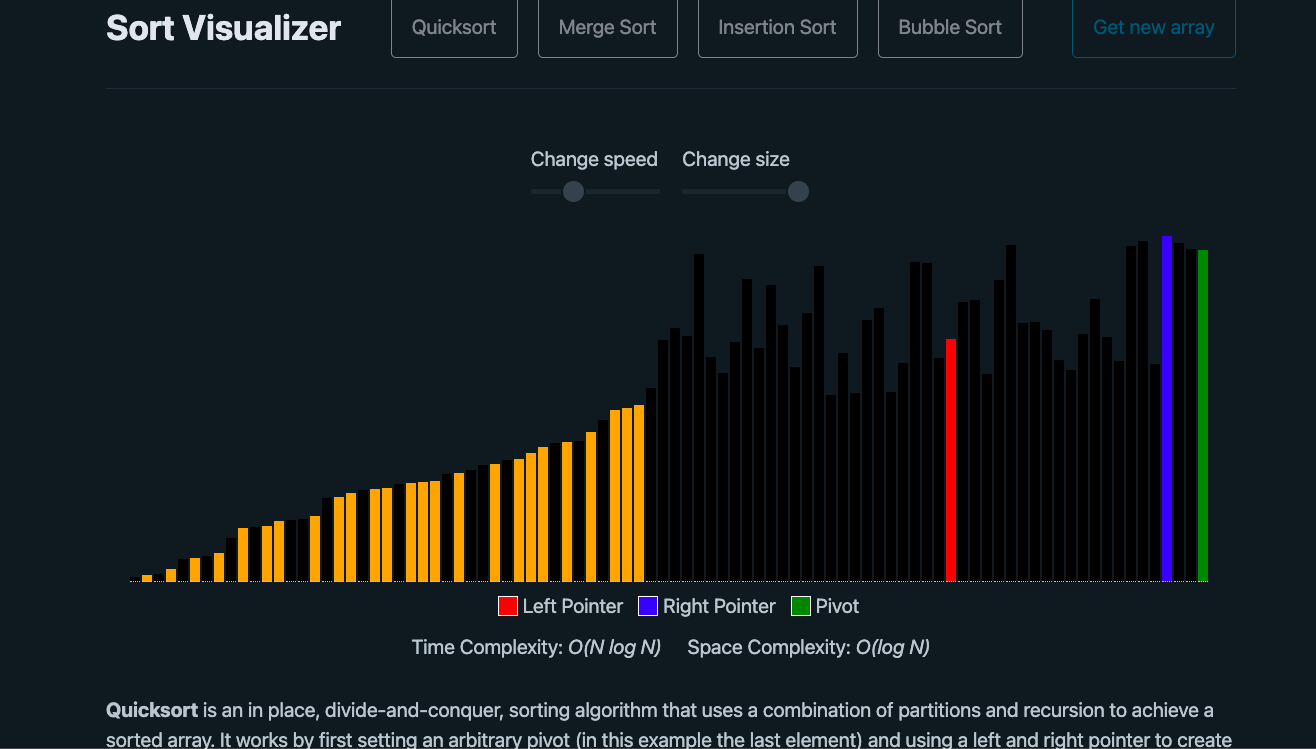 Sort Visualizer Quicksort Merge Sort Insertion Sort Bubble Sort Get new array
Change speed Change size
Left Pointer Right Pointer Pivot
Time Complexity: O(N log N) Space Complexity: O(log N)
Quicksort is an in place, divide-and-conquer, sorting algorithm that uses a combination of partitions and recursion to achieve a
sorted array. It works by first setting an arbitrary pivot (in this example the last element) and using a left and right pointer to create